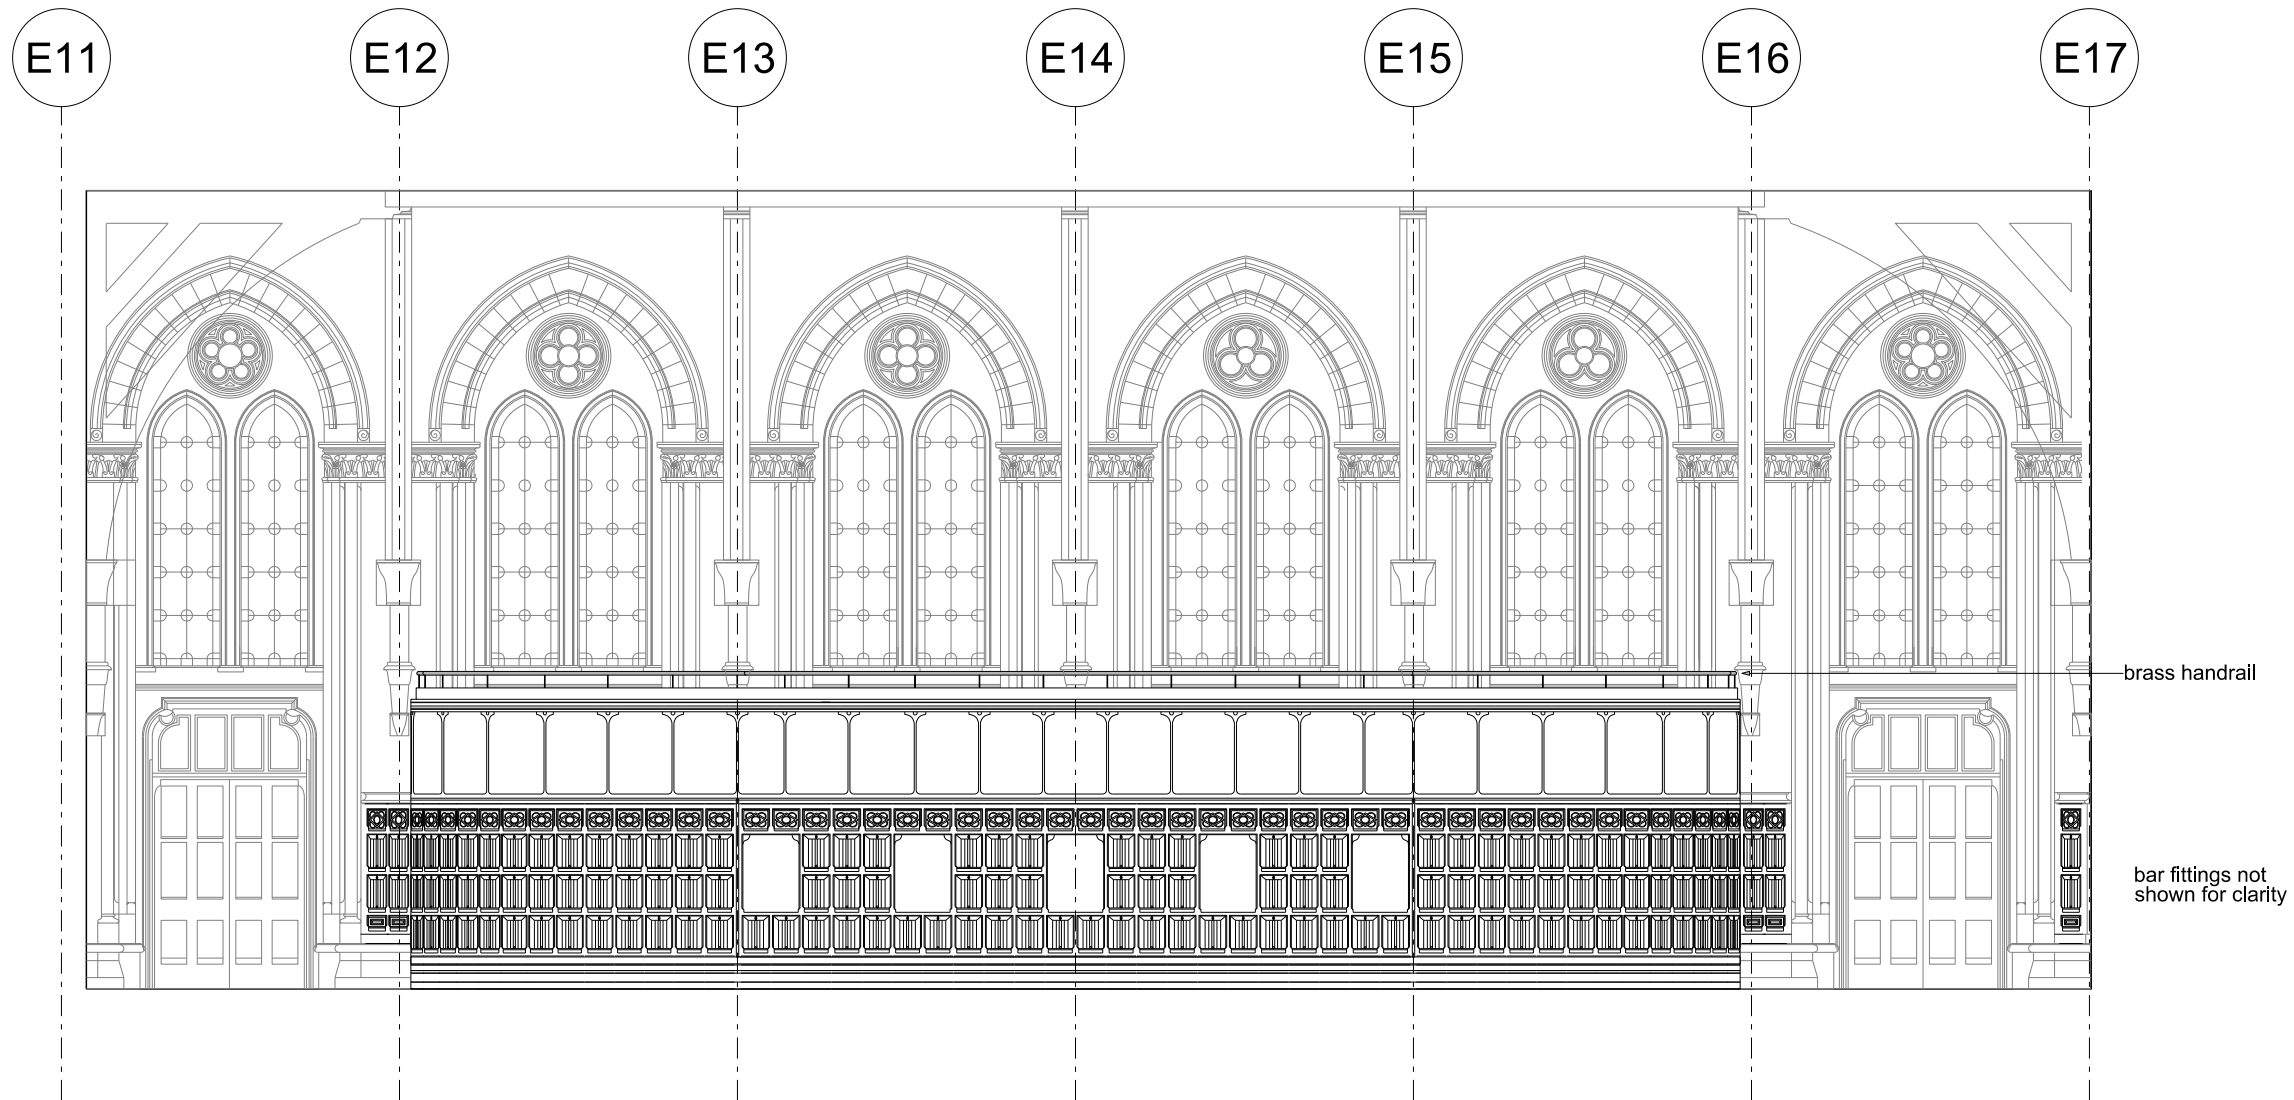 E11
E12
E13
E14
E15
E16
E17
brass handrail
bar fittings not
shown for clarity